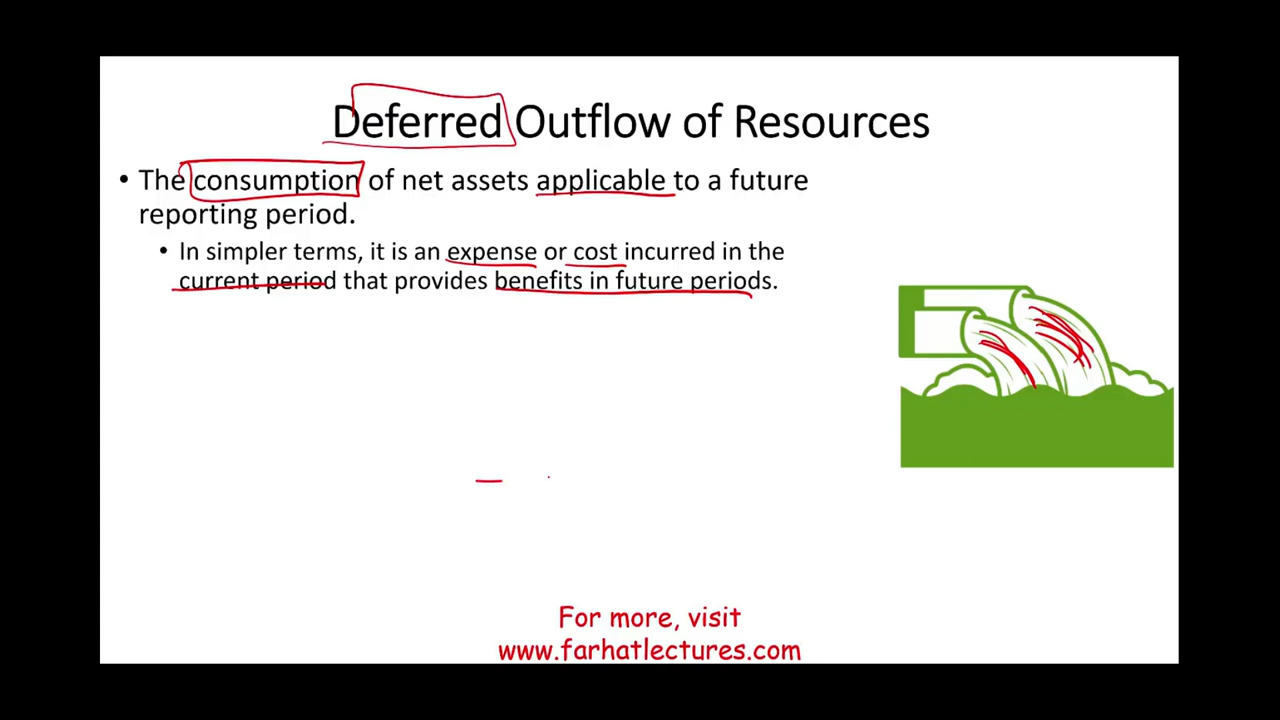 Deferred Outflow of Resources
• The consumption of net assets applicable to a future
reporting period.
• In simpler terms, it is an expense or cost incurred in the
current period that provides benefits in future periods.
For more, visit
www.farhatlectures.com